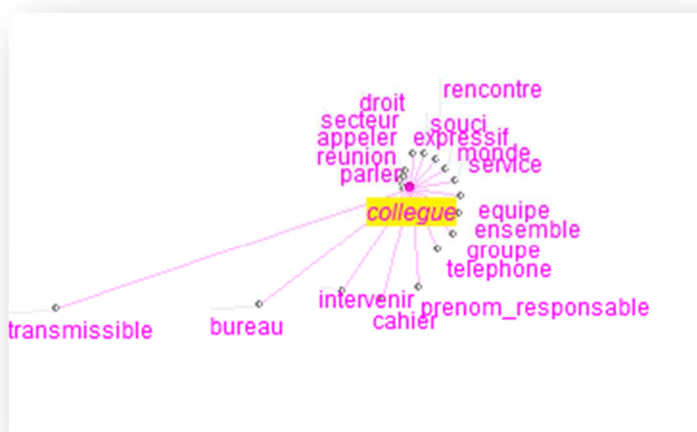 rencontre
droit
secteur
souci
appeler
expressif
reunion
monde
service
parler
collegue
equipe
ensemble
groupe
telephone
intervenir
prenom_responsable
cahier
bureau
transmissible